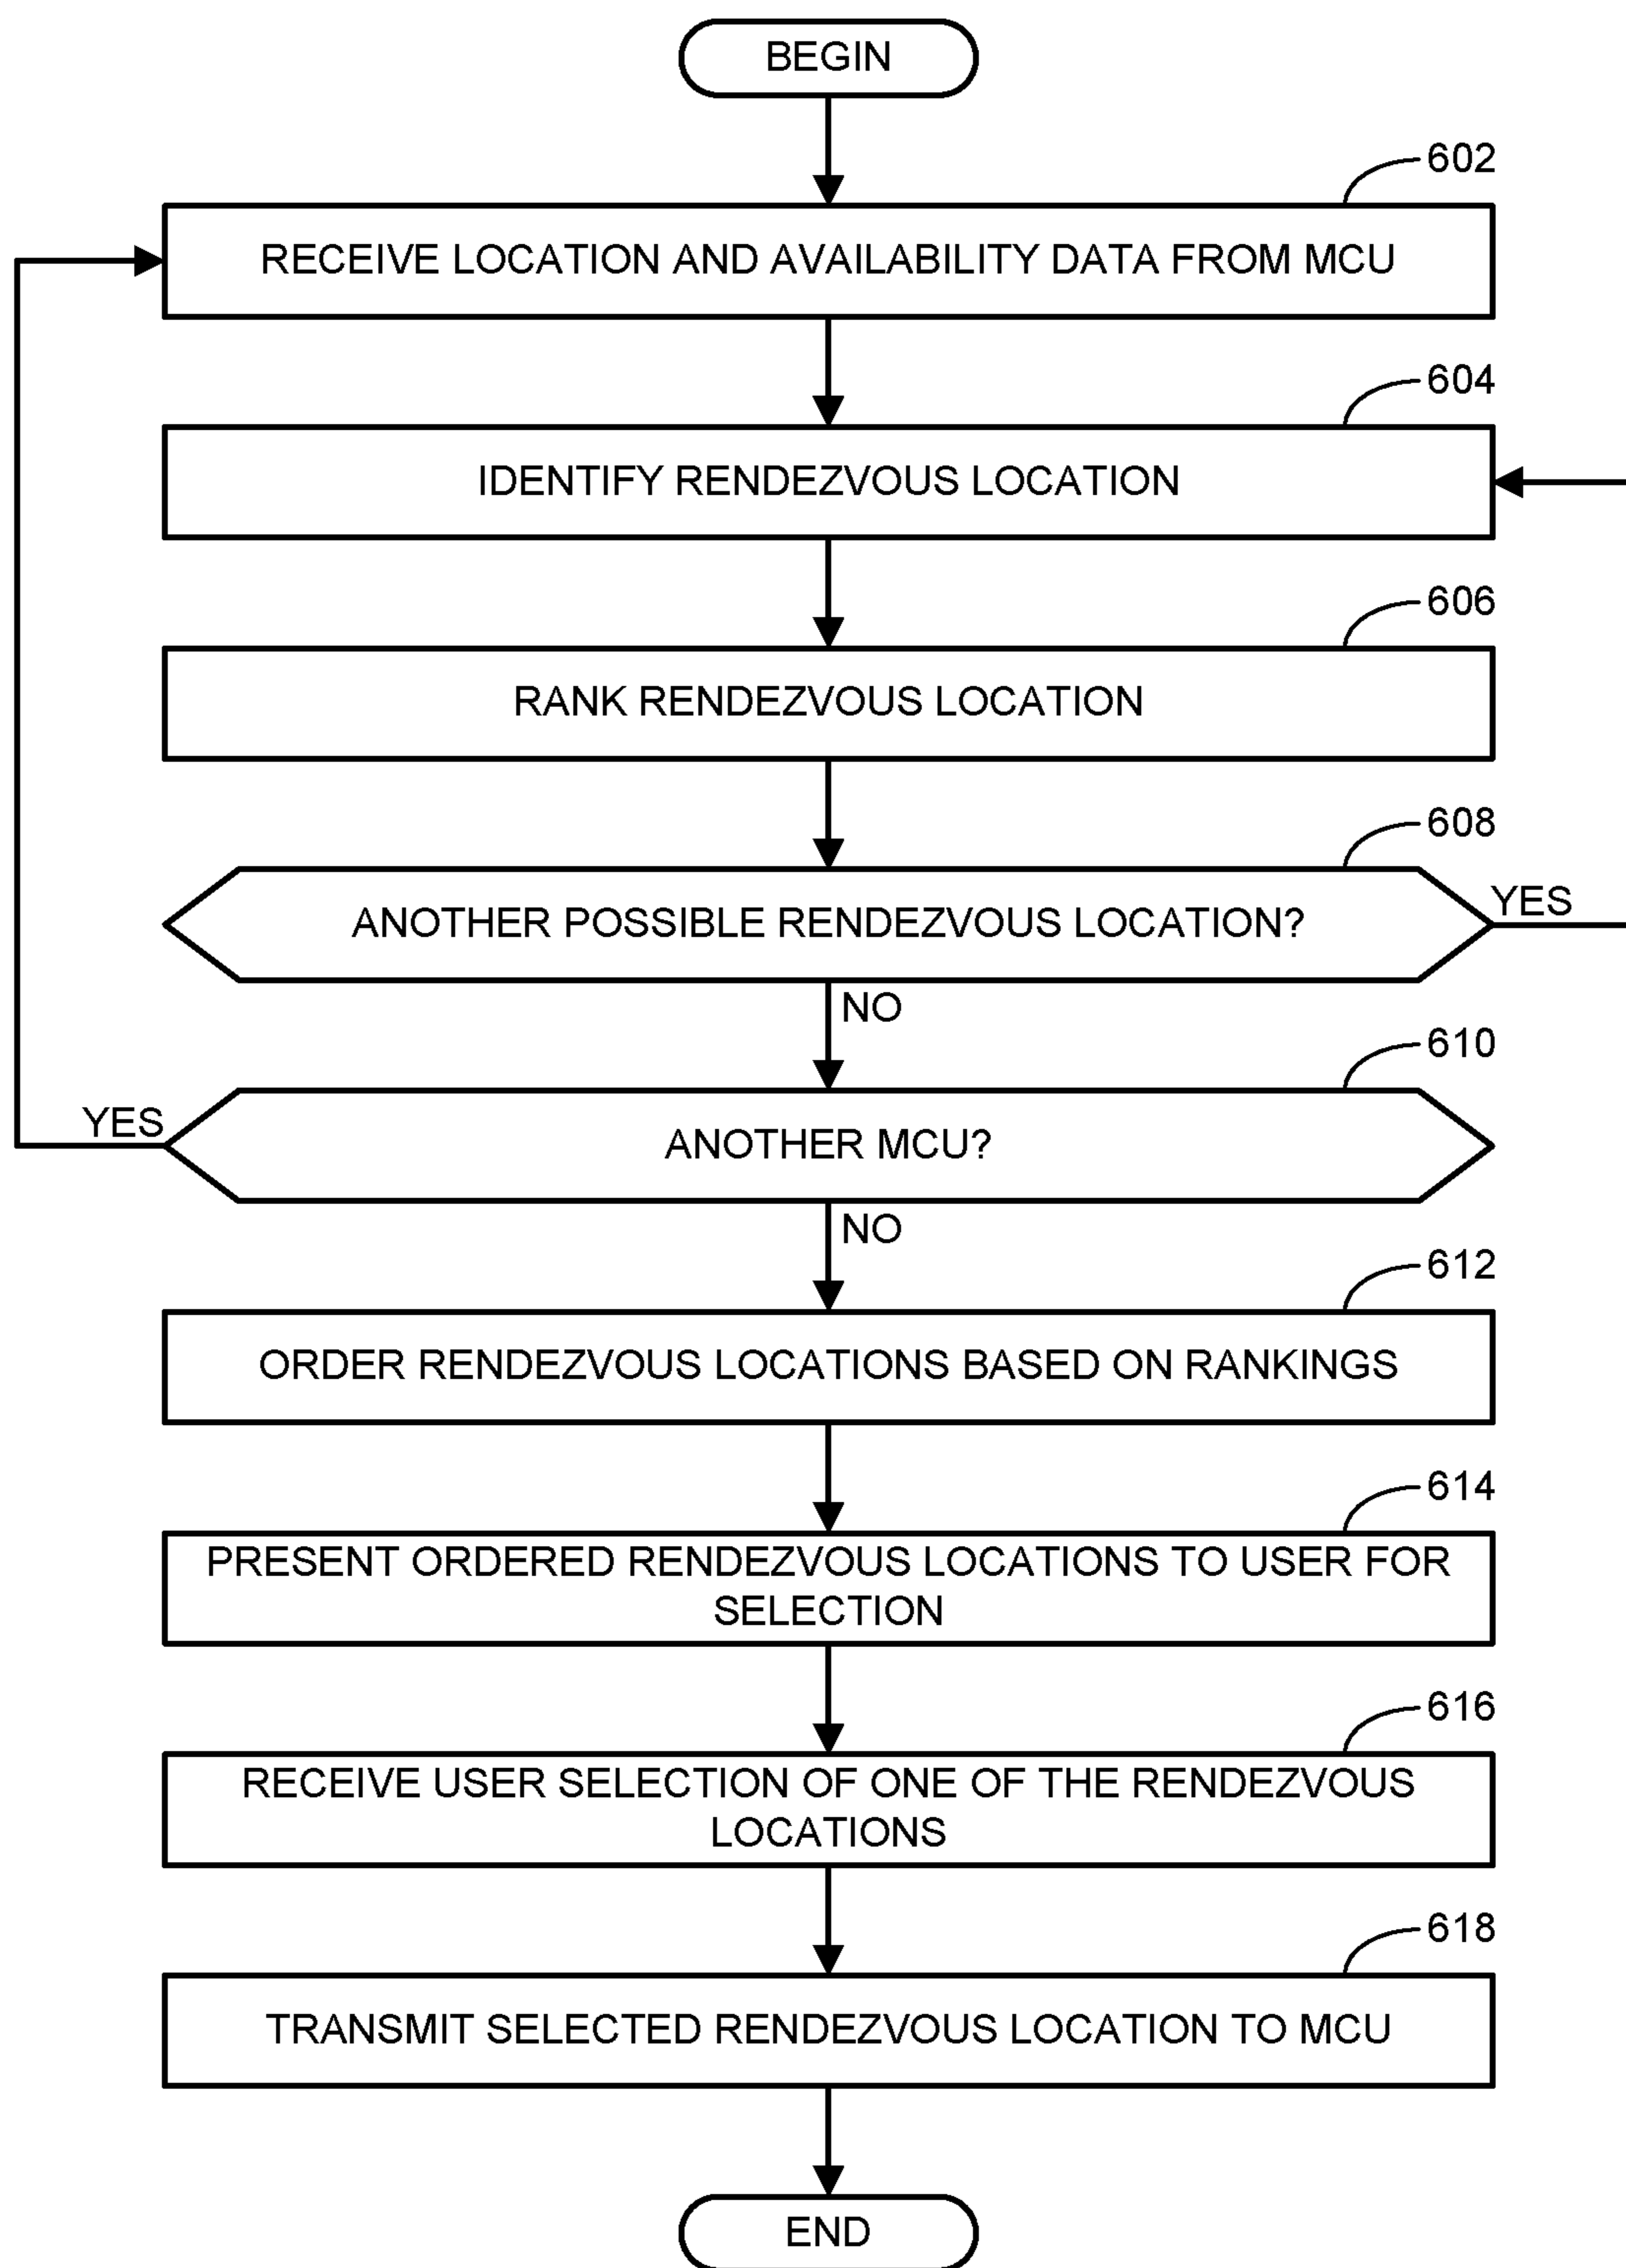 BEGIN
602
RECEIVE LOCATION AND AVAILABILITY DATA FROM MCU
604
IDENTIFY RENDEZVOUS LOCATION
606
RANK RENDEZVOUS LOCATION
608
ANOTHER POSSIBLE RENDEZVOUS LOCATION?
YES
NO
610
ANOTHER MCU?
YES
NO
612
ORDER RENDEZVOUS LOCATIONS BASED ON RANKINGS
614
PRESENT ORDERED RENDEZVOUS LOCATIONS TO USER FOR
SELECTION
616
RECEIVE USER SELECTION OF ONE OF THE RENDEZVOUS
LOCATIONS
618
TRANSMIT SELECTED RENDEZVOUS LOCATION TO MCU
END